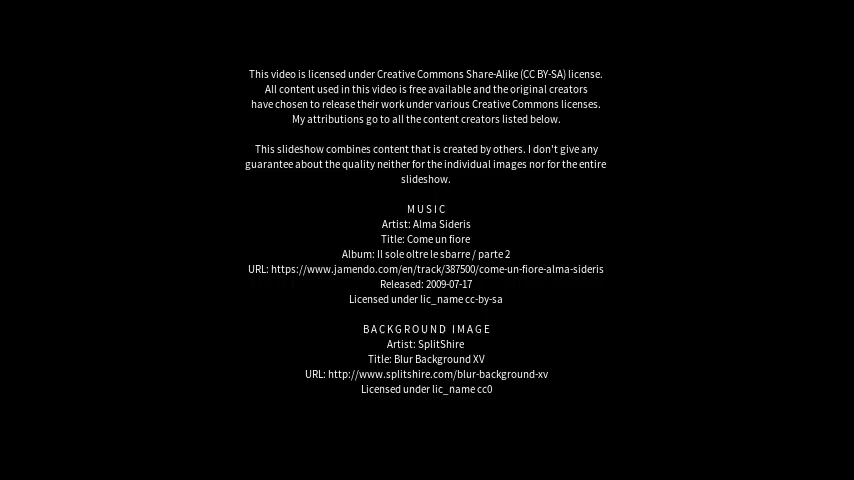 This video is licensed under Creative Commons Share-Alike (CC BY-SA) license.
All content used in this video is free available and the original creators
have chosen to release their work under various Creative Commons licenses.
My attributions go to all the content creators listed below.
This slideshow combines content that is created by others. I don't give any
guarantee about the quality neither for the individual images nor for the entire
slideshow.
MUSIC
Artist: Alma Sideris
Title: Come un fiore
Album: Il sole oltre le sbarre / parte 2
URL: https://www.jamendo.com/en/track/387500/come-un-fiore-alma-sideris
Released: 2009-07-17
Licensed under lic_name cc-by-sa
BACKGROUND IMAGE
Artist: SplitShire
Title: Blur Background XV
URL: http://www.splitshire.com/blur-background-xv
Licensed under lic_name cc0